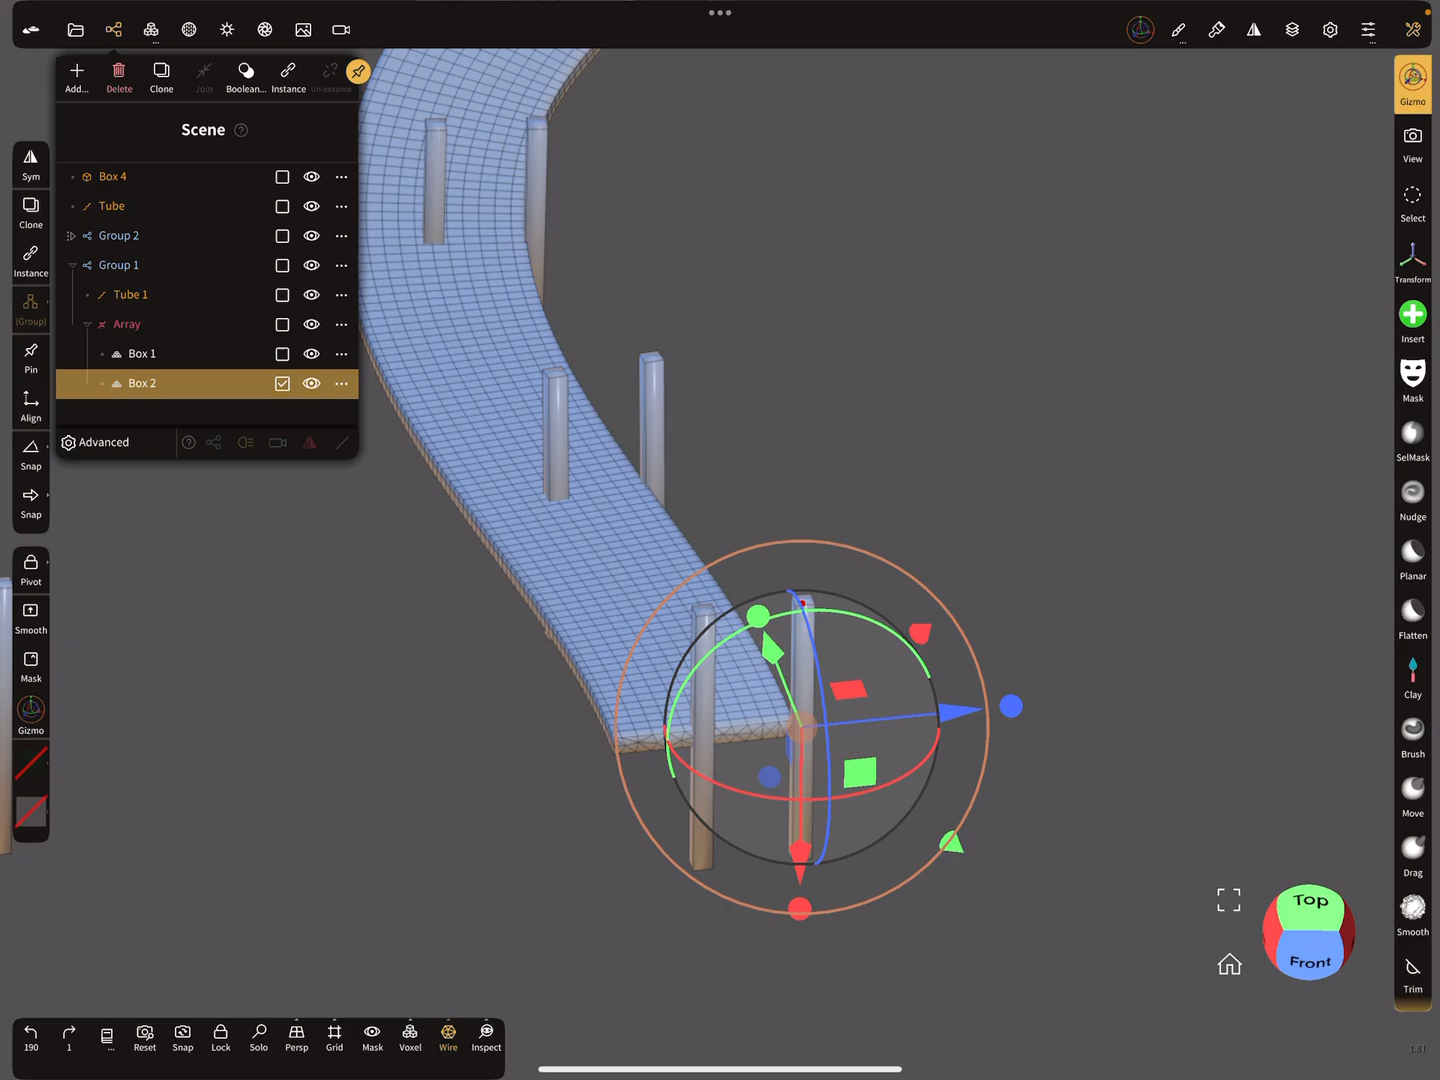 Add...
Delete
Clone
Join
Boolean...
Instance
Un-instance
Scene
Box 4
Tube
Group 2
Group 1
Tube 1
Array
Box 1
Box 2
Advanced
Sym
Clone
Instance
(Group)
Pin
Align
Snap
Snap
Pivot
Smooth
Mask
Gizmo
190
1
...
Reset
Snap
Lock
Solo
Persp
Grid
Mask
Voxel
Wire
Inspect
Gizmo
View
Select
Transform
Insert
Mask
SelMask
Nudge
Planar
Flatten
Clay
Brush
Move
Drag
Smooth
Trim
Top
Front
1.81